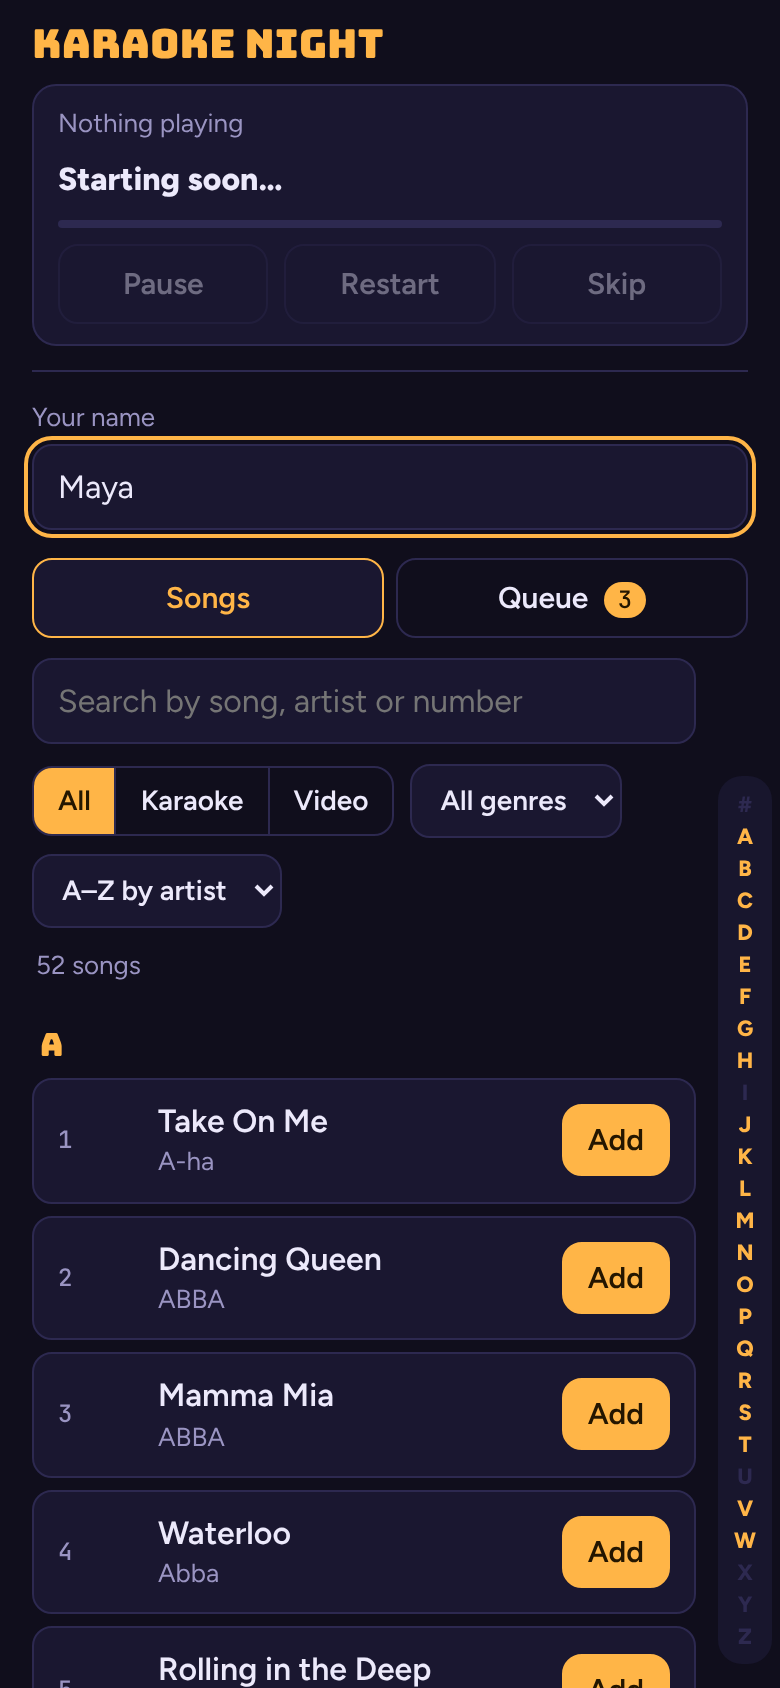 KARAOKE NIGHT
Nothing playing
Starting soon...
Pause Restart Skip
Your name
Maya
Songs Queue 3
Search by song, artist or number
All Karaoke Video All genres
A–Z by artist
52 songs
A
1 Take On Me Add
A-ha
2 Dancing Queen Add
ABBA
3 Mamma Mia Add
ABBA
4 Waterloo Add
Abba
Rolling in the Deep Add
#
A
B
C
D
E
F
G
H
I
J
K
L
M
N
O
P
Q
R
S
T
U
V
W
X
Y
Z